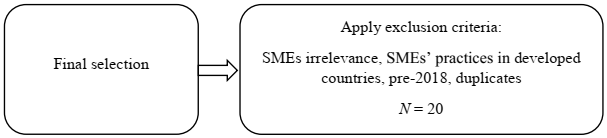 Final selection
Apply exclusion criteria:
SMEs irrelevance, SMEs' practices in developed
countries, pre-2018, duplicates
N = 20